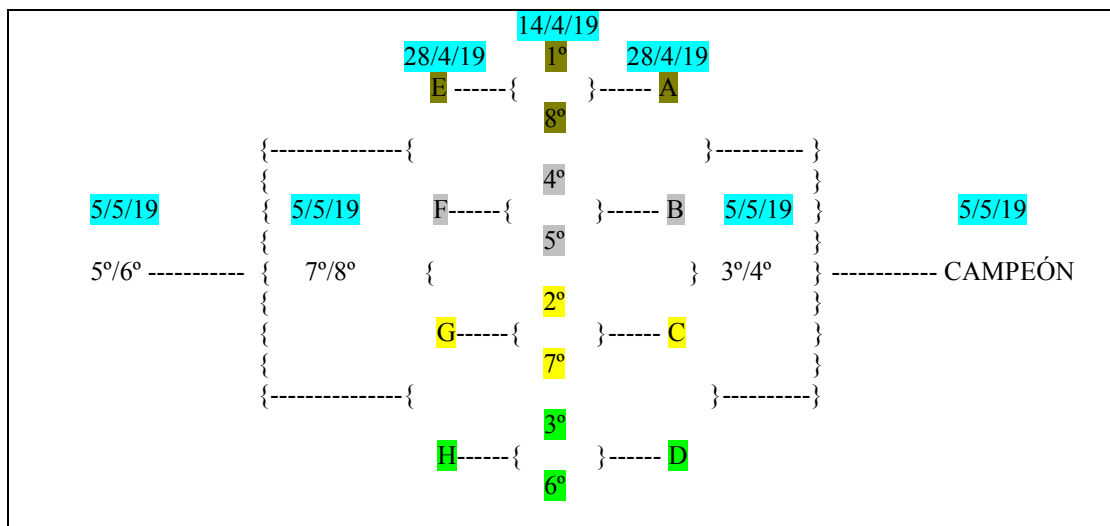 14/4/19
28/4/19 1º 28/4/19
E ------{ }------ A
8º
{---------------{ }---------- }
{ 4º }
5/5/19 { 5/5/19 F------{ }------ B 5/5/19 } 5/5/19
{ 5º }
5º/6º ----------- { 7º/8º { } 3º/4º } ------------ CAMPEÓN
{ 2º }
{ G------{ }------ C }
{ 7º }
{---------------{ }----------}
3º
H------{ }------ D
6º